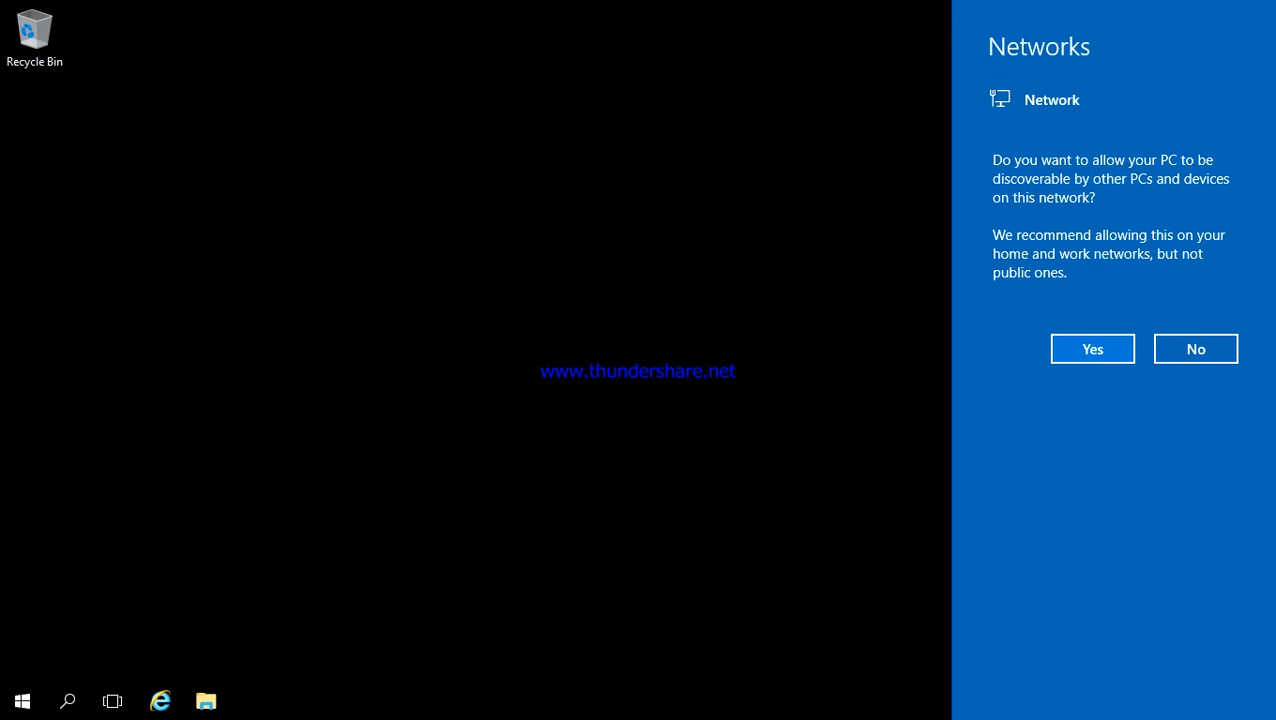 Recycle Bin
Networks
Network
Do you want to allow your PC to be
discoverable by other PCs and devices
on this network?
We recommend allowing this on your
home and work networks, but not
public ones.
Yes
No
www.thundershare.net